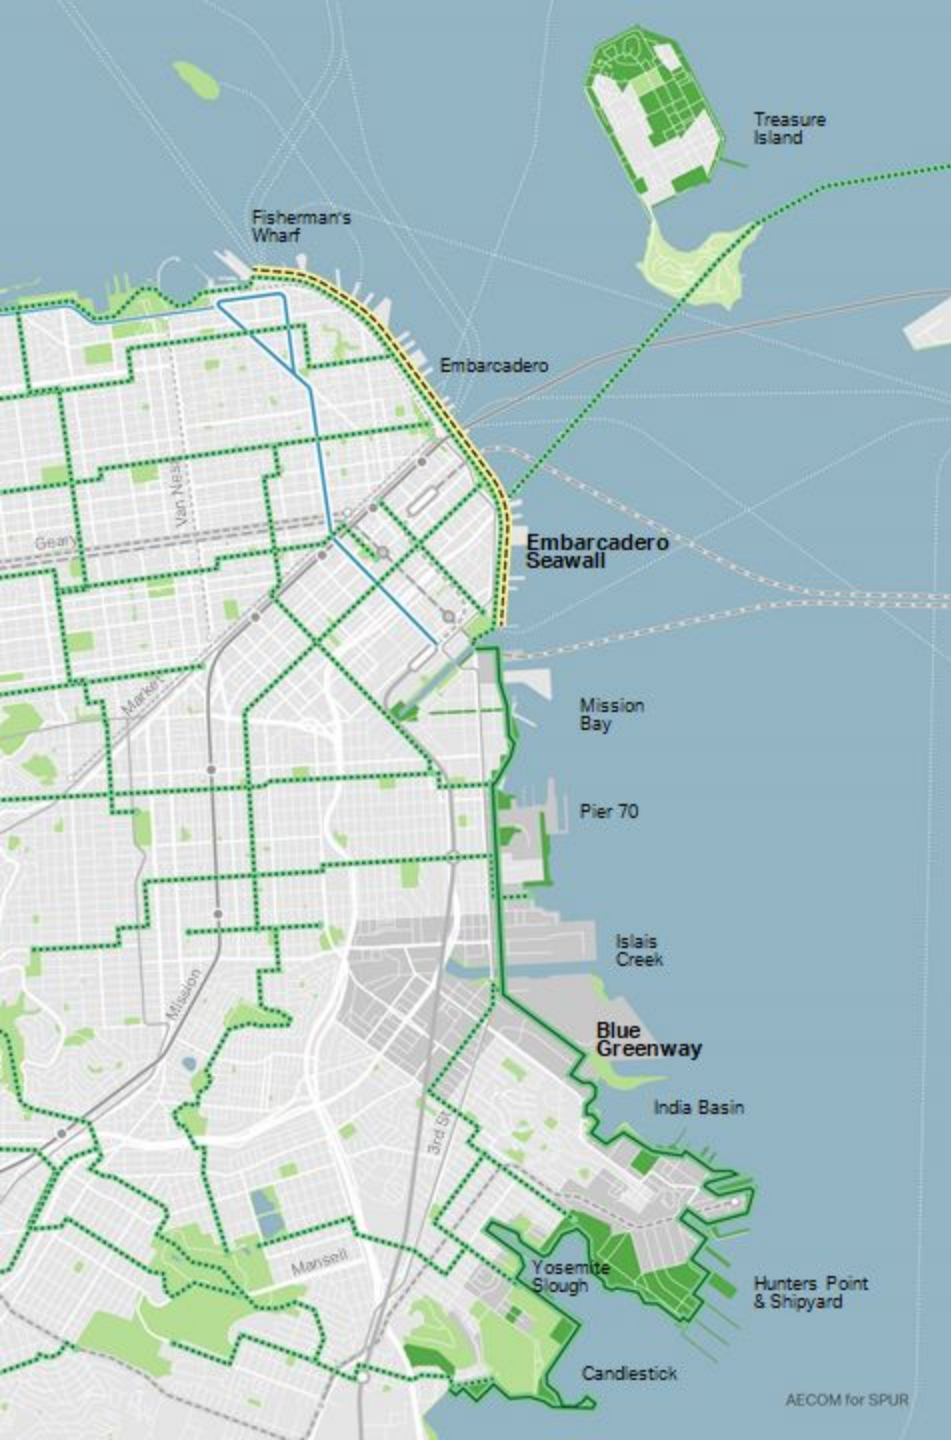 Treasure
Island
Fisherman's
Wharf
Embarcadero
Van Ness
Geary
Embarcadero
Seawall
Market
Mission
Bay
Pier 70
Islais
Creek
Mission
Blue
Greenway
India Basin
3rd St
Mansell
Yosemite
Slough
Hunters Point
& Shipyard
Candlestick
AECOM for SPUR